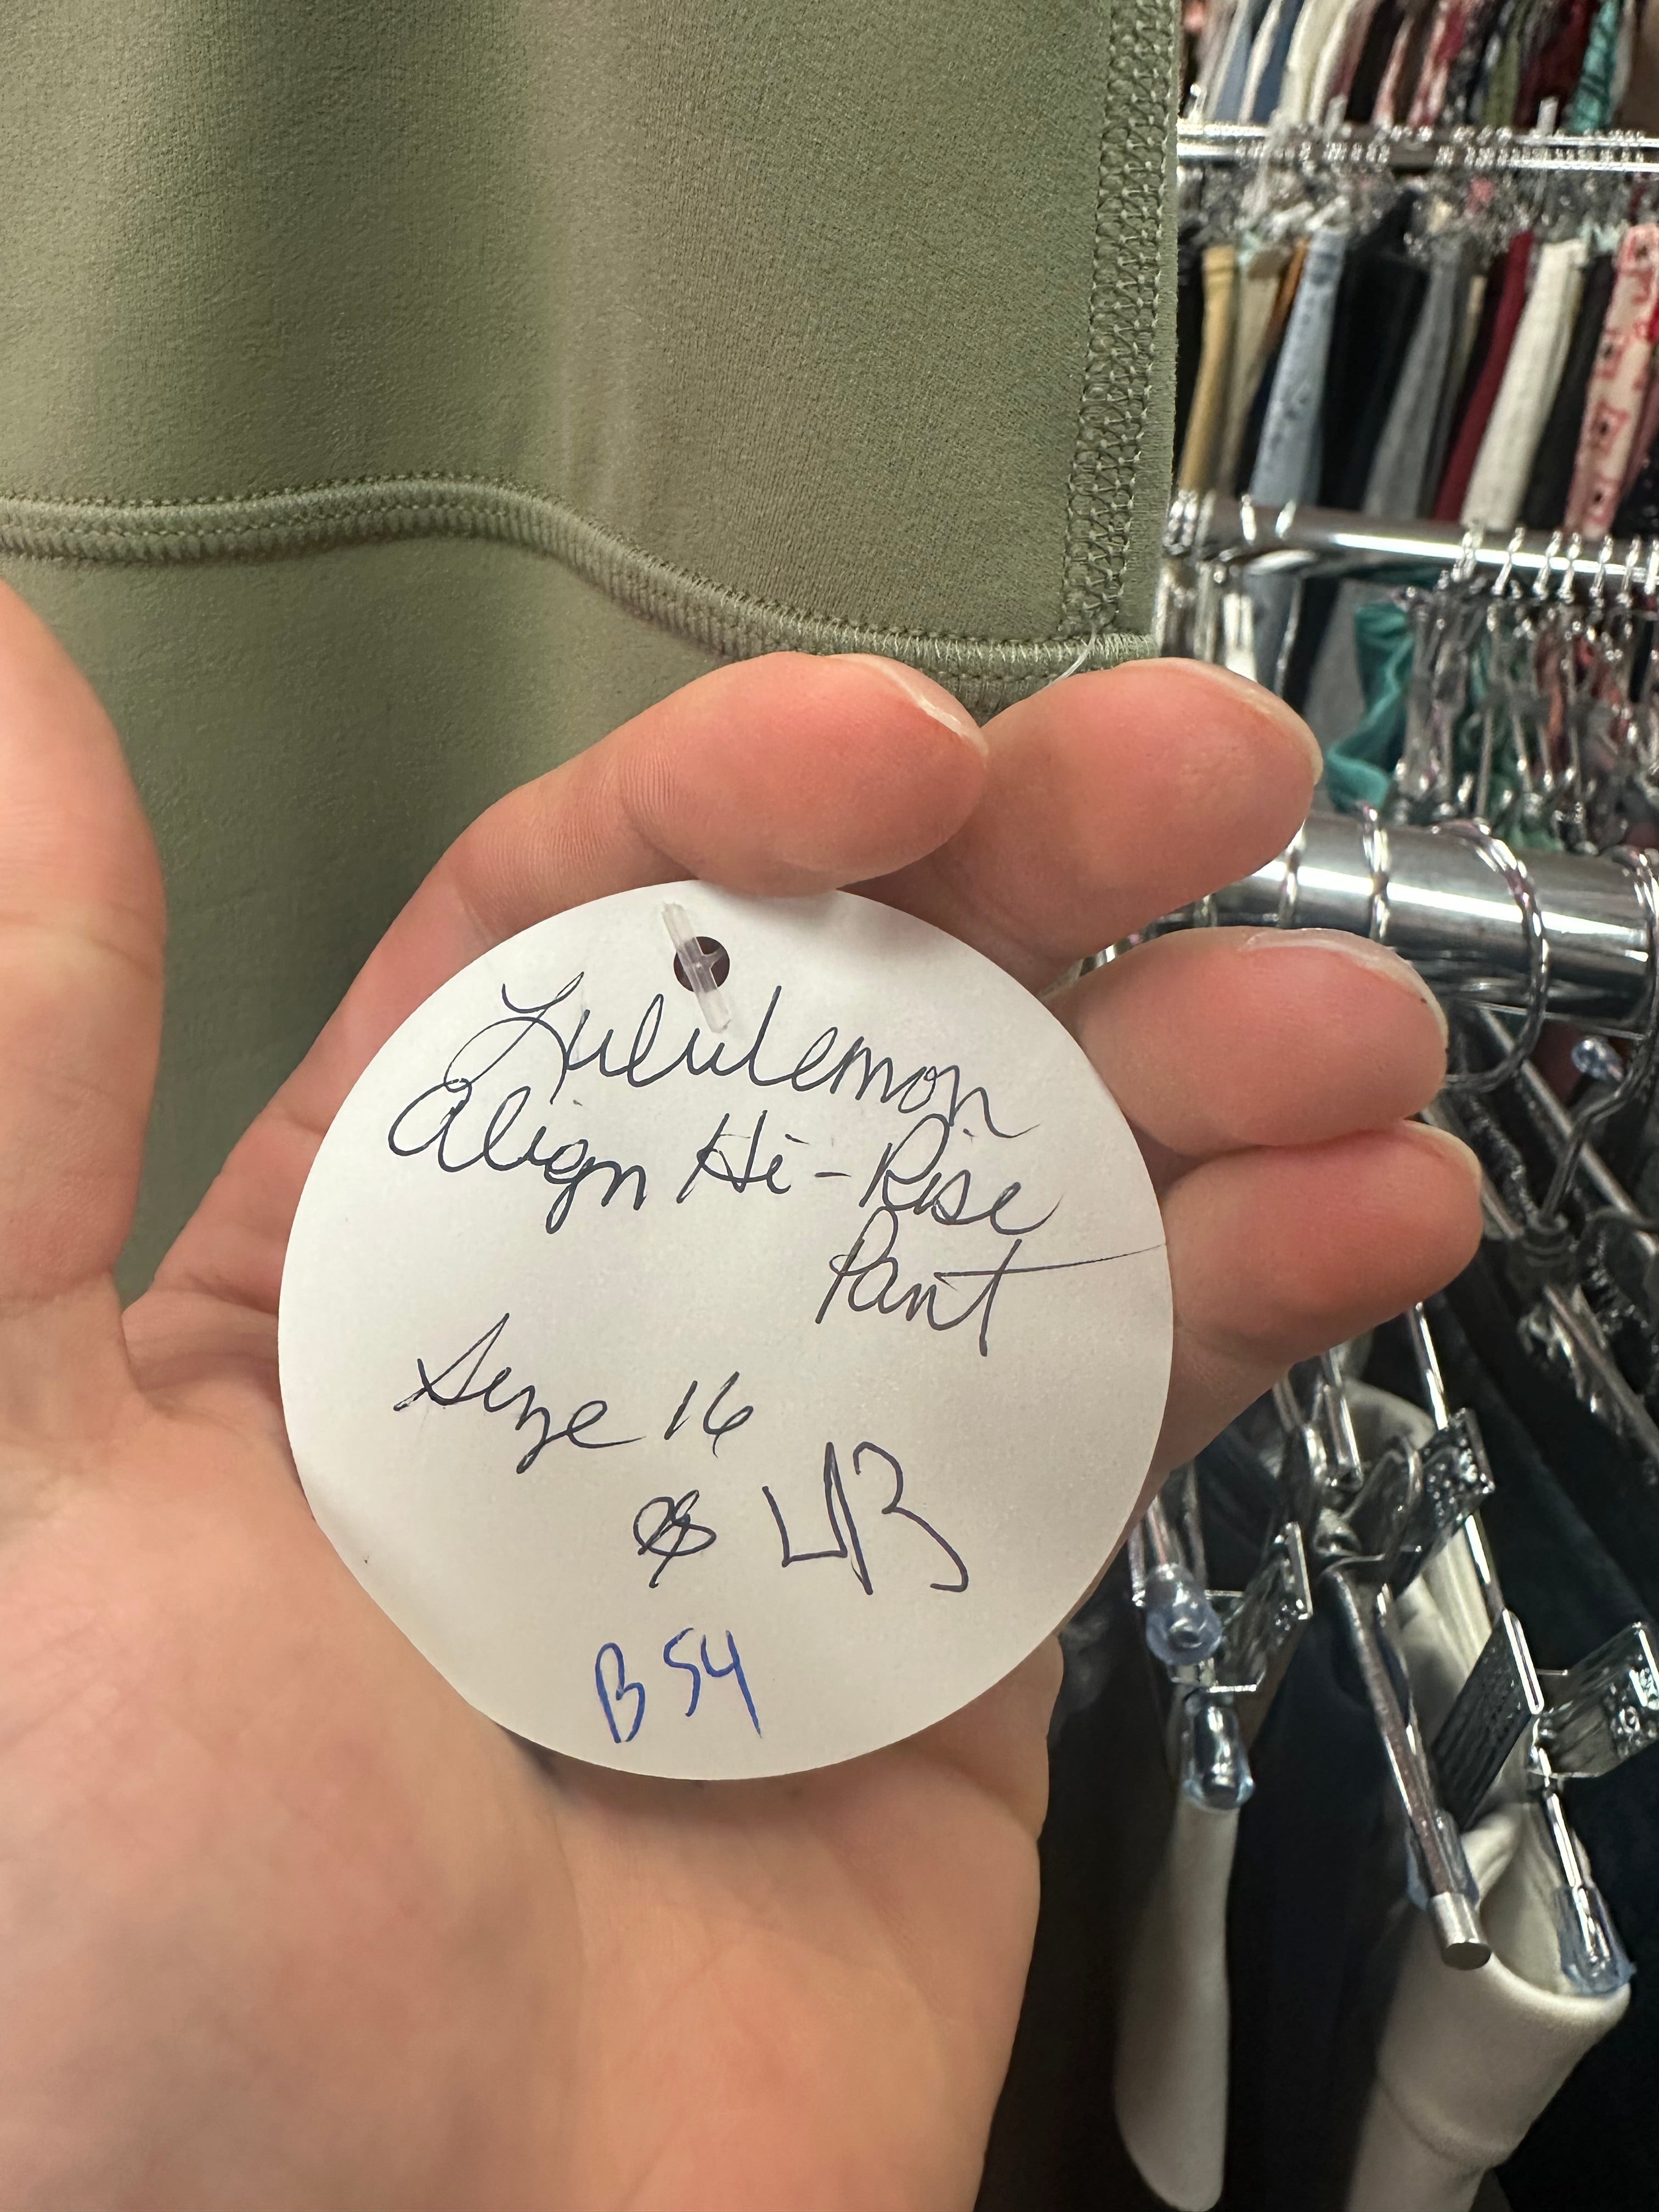 Lululemon
Align Hi-Rise
Pant
Size 16
$ 43
B 54